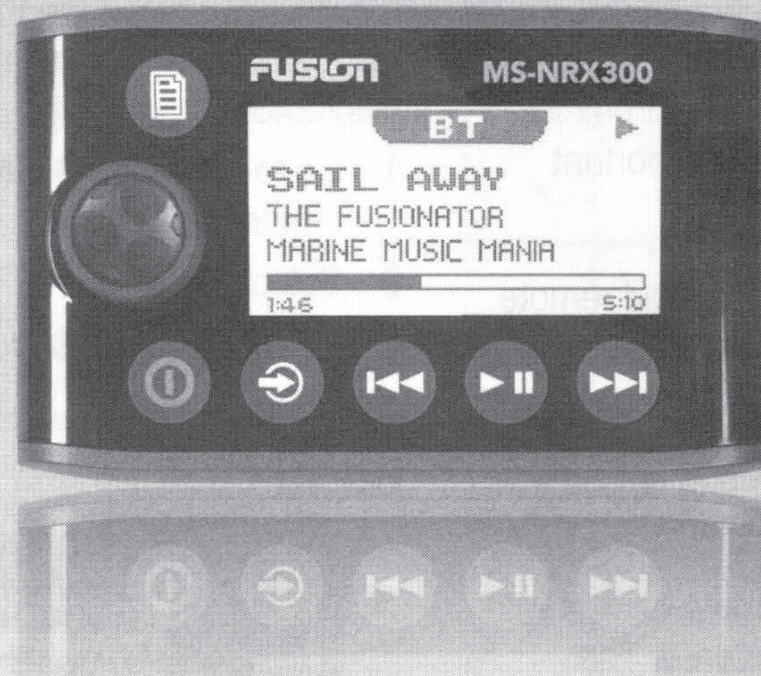 FUSION MS-NRX300
BT
SAIL AWAY
THE FUSIONATOR
MARINE MUSIC MANIA
1:46 5:10